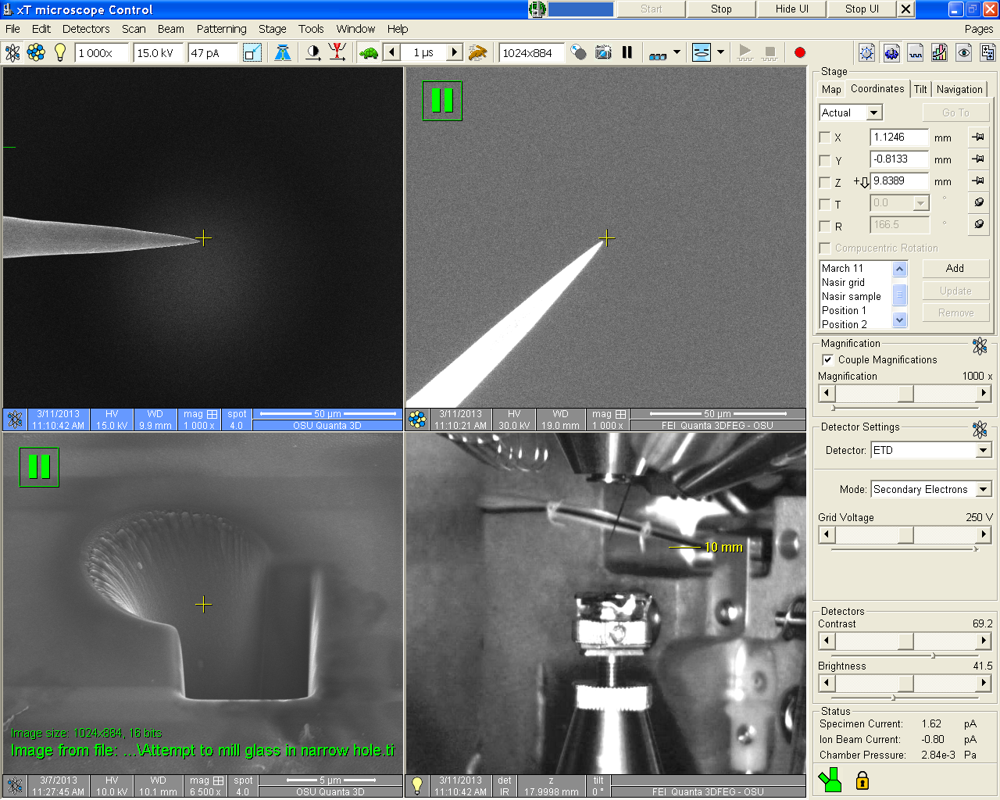 xT microscope Control
Start
Stop
Hide UI
Stop UI
File Edit Detectors Scan Beam Patterning Stage Tools Window Help
Pages
1 000x
15.0 kV
47 pA
1 µs
1024x884
Stage
Map Coordinates Tilt Navigation
Actual
Go To
X 1.1246 mm
Y -0.8133 mm
Z 9.8389 mm
T 0.0 °
R 166.5 °
Compucentric Rotation
March 11
Nasir grid
Nasir sample
Position 1
Position 2
Add
Update
Remove
Magnification
Couple Magnifications
Magnification 1000 x
Detector Settings
Detector: ETD
Mode: Secondary Electrons
Grid Voltage 250 V
Detectors
Contrast 69.2
Brightness 41.5
Status
Specimen Current: 1.62 pA
Ion Beam Current: -0.80 pA
Chamber Pressure: 2.84e-3 Pa
3/11/2013 HV WD mag spot 50 µm
11:10:42 AM 15.0 kV 9.9 mm 1 000 x 4.0 OSU Quanta 3D
3/11/2013 HV WD mag 50 µm
11:10:21 AM 30.0 kV 19.0 mm 1 000 x FEI Quanta 3DFEG - OSU
Image size: 1024x884, 16 bits
Image from file: ...\Attempt to mill glass in narrow hole.ti
3/7/2013 HV WD mag spot 5 µm
11:27:45 AM 10.0 kV 10.1 mm 6 500 x 4.0 OSU Quanta 3D
10 mm
3/11/2013 det z tilt
11:10:42 AM IR 17.9998 mm 0 ° FEI Quanta 3DFEG - OSU